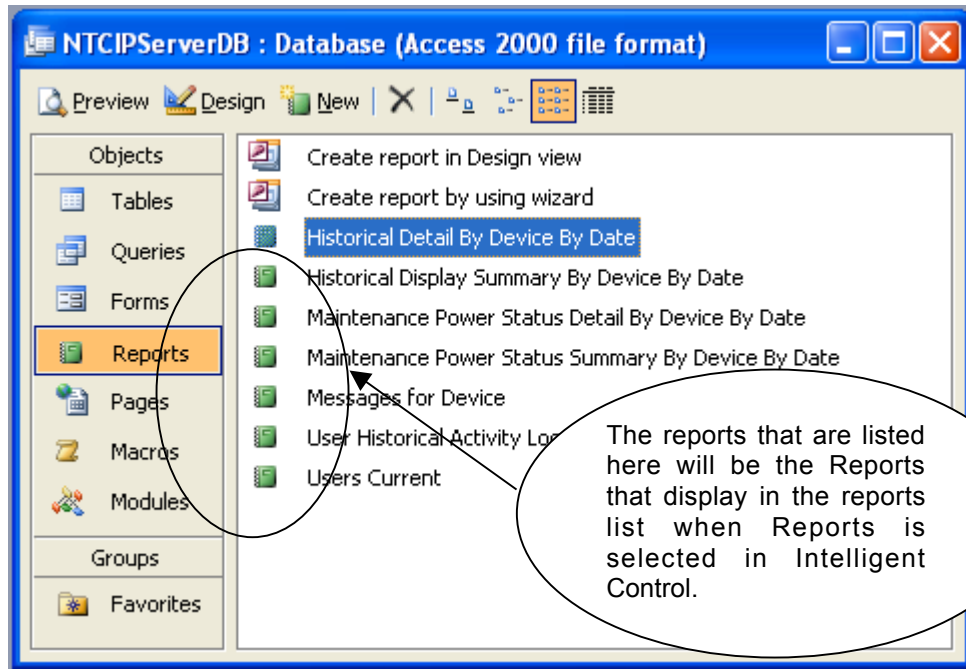 NTCIPServerDB : Database (Access 2000 file format)
Preview Design New
Objects
Tables
Queries
Forms
Reports
Pages
Macros
Modules
Groups
Favorites
Create report in Design view
Create report by using wizard
Historical Detail By Device By Date
Historical Display Summary By Device By Date
Maintenance Power Status Detail By Device By Date
Maintenance Power Status Summary By Device By Date
Messages for Device
User Historical Activity
Users Current
The reports that are listed
here will be the Reports
that display in the reports
list when Reports is
selected in Intelligent
Control.